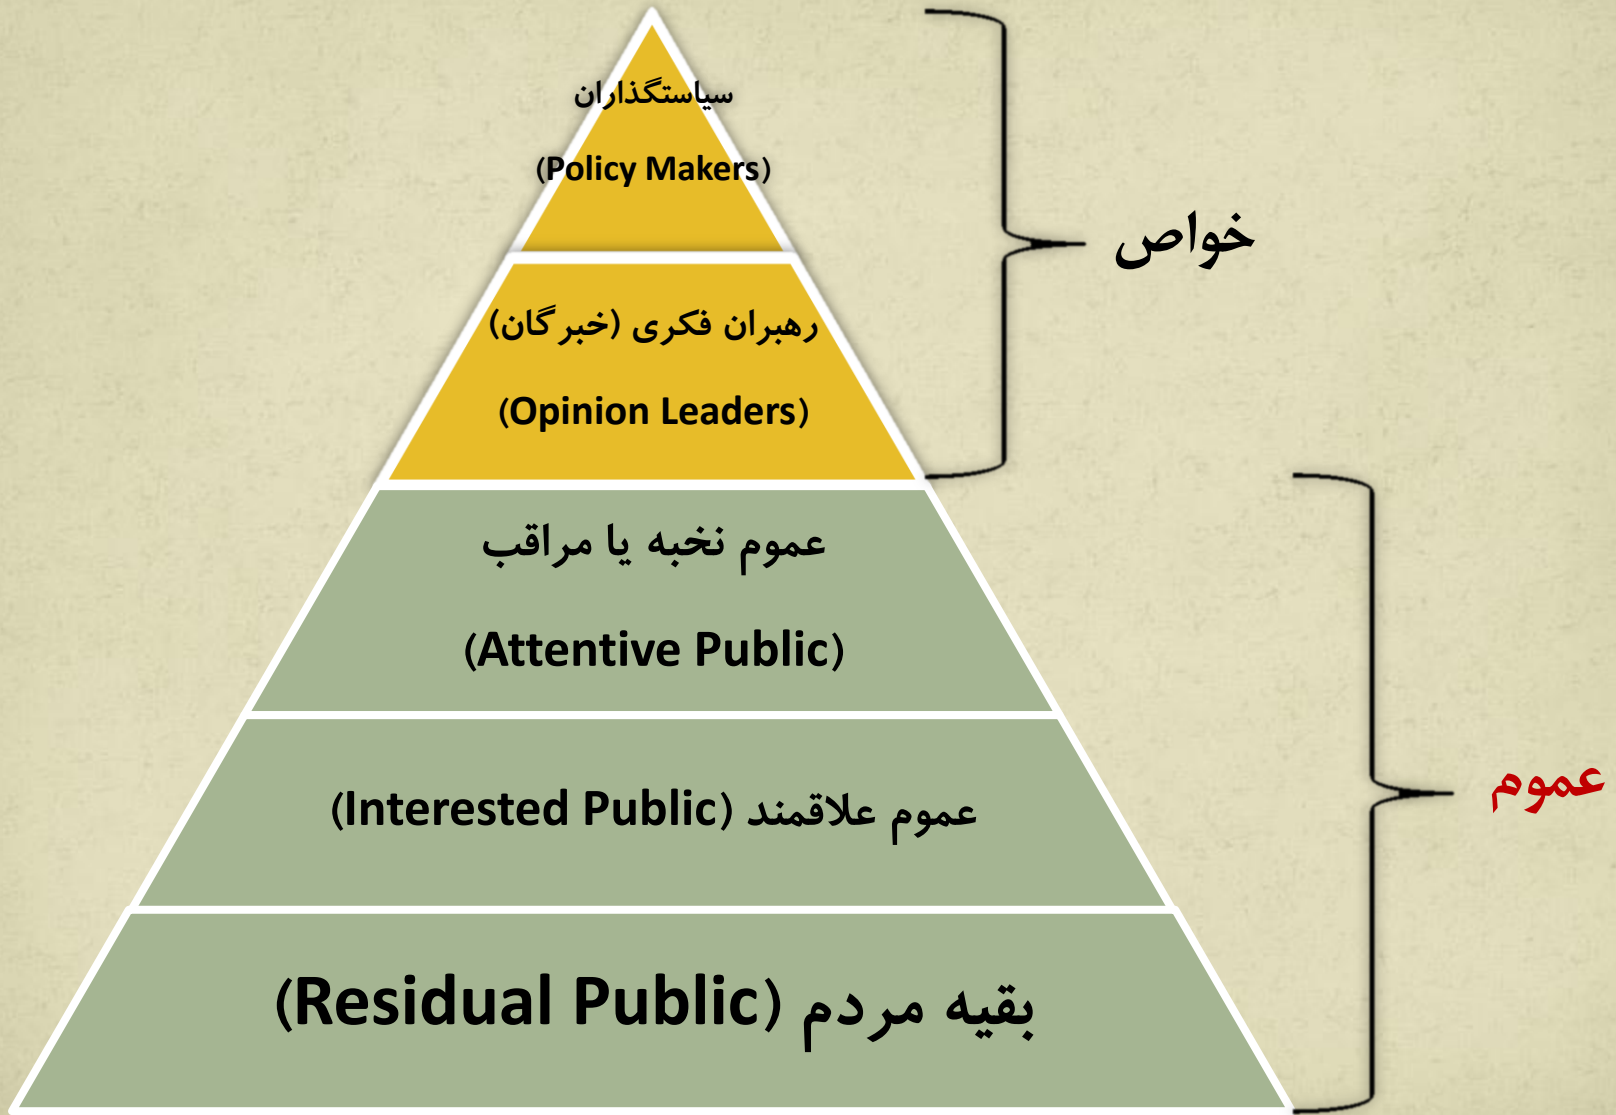 سیاستگذاران
(Policy Makers)
خواص
رهبران فکری (خبرگان)
(Opinion Leaders)
عموم نخبه یا مراقب
(Attentive Public)
عموم علاقمند (Interested Public)
عموم
بقیه مردم (Residual Public)